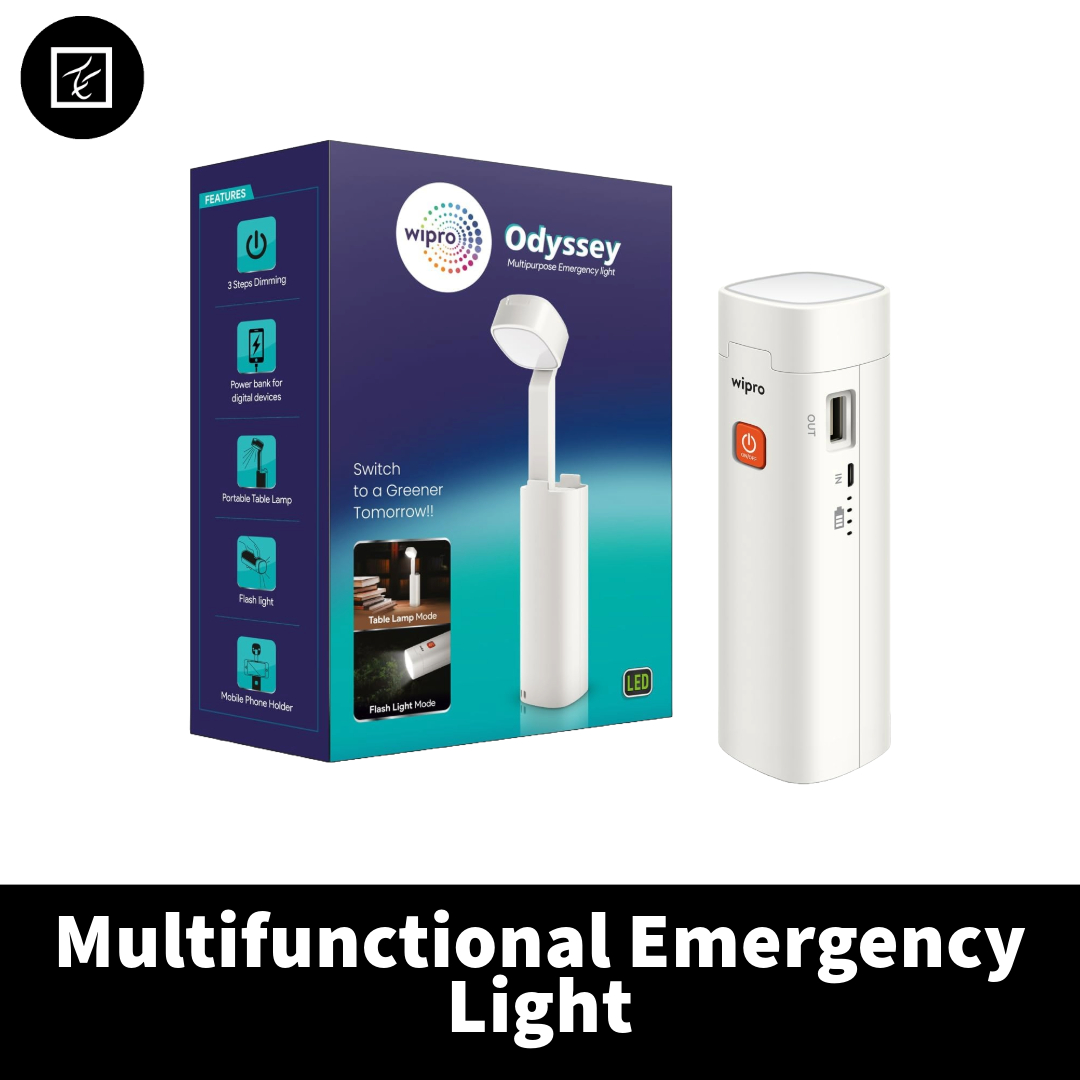 FEATURES
3 Steps Dimming
Power bank for
digital devices
Portable Table Lamp
Flash light
Mobile Phone Holder
wipro
Odyssey
Multipurpose Emergency light
Switch
to a Greener
Tomorrow!!
Table Lamp Mode
Flash Light Mode
LED
wipro
OUT
ON/OFF
IN
Multifunctional Emergency
Light